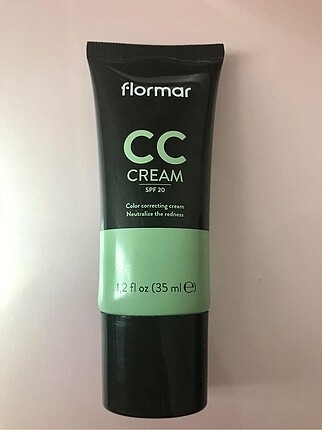 flormar
CC
CREAM
SPF 20
Color correcting cream
Neutralize the redness
1,2 fl oz (35 ml ℮)